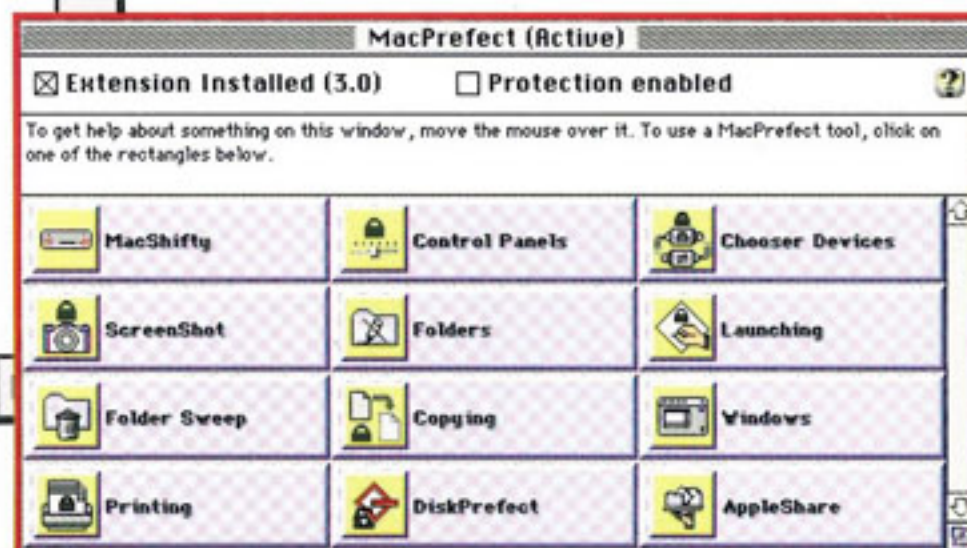 MacPrefect (Active)
Extension Installed (3.0) Protection enabled ?
To get help about something on this window, move the mouse over it. To use a MacPrefect tool, click on
one of the rectangles below.
MacShifty Control Panels Chooser Devices
ScreenShot Folders Launching
Folder Sweep Copying Windows
Printing DiskPrefect AppleShare